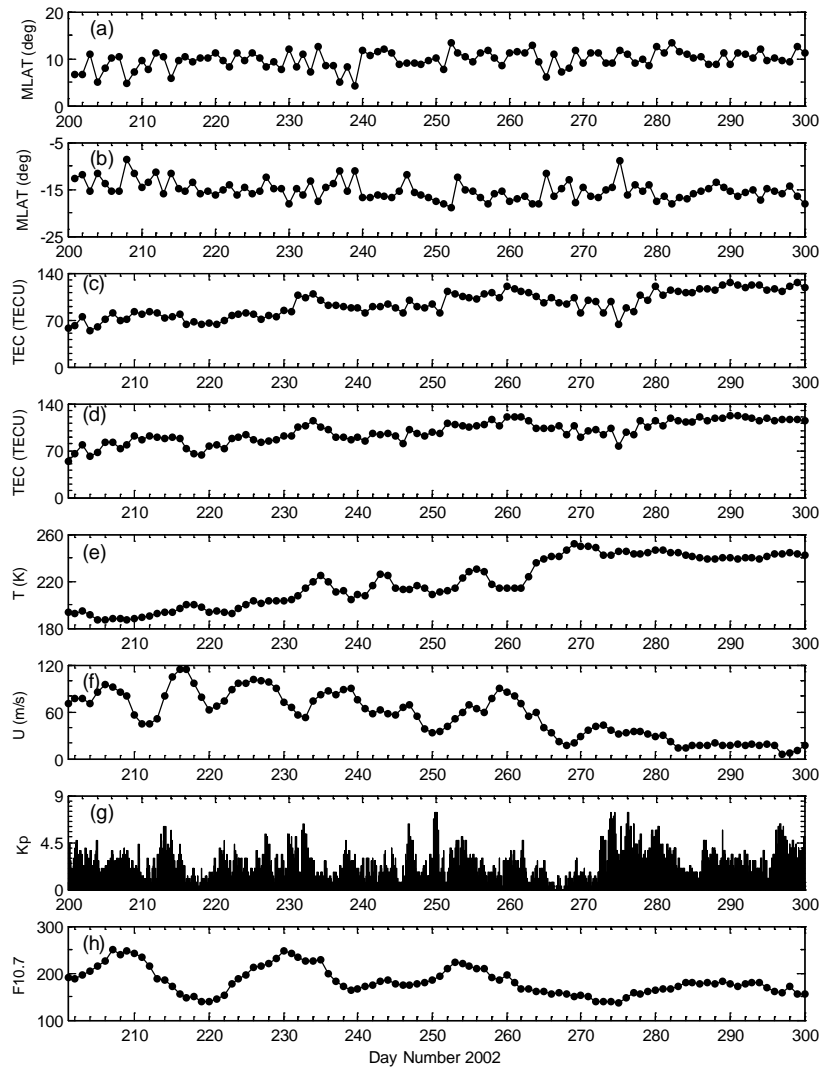 20 (a)
10
0
MLAT (deg)
200 210 220 230 240 250 260 270 280 290 300
-5 (b)
-15
-25
MLAT (deg)
200 210 220 230 240 250 260 270 280 290 300
140 (c)
70
0
TEC (TECU)
210 220 230 240 250 260 270 280 290 300
140 (d)
70
0
TEC (TECU)
210 220 230 240 250 260 270 280 290 300
260 (e)
220
180
T (K)
210 220 230 240 250 260 270 280 290 300
120 (f)
60
0
U (m/s)
210 220 230 240 250 260 270 280 290 300
9 (g)
4.5
0
Kp
210 220 230 240 250 260 270 280 290 300
300 (h)
200
100
F10.7
210 220 230 240 250 260 270 280 290 300
Day Number 2002